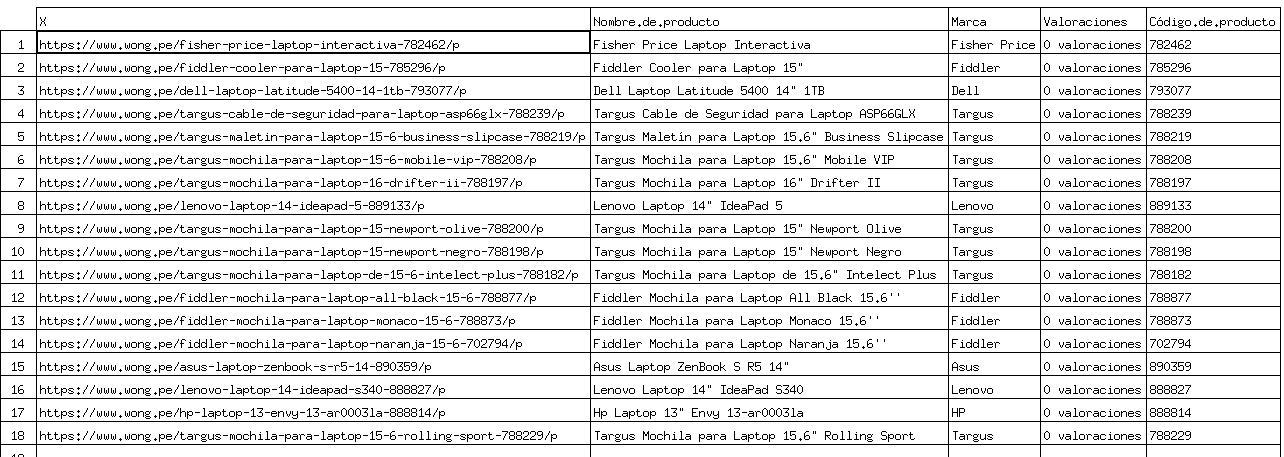 X Nombre.de.producto Marca Valoraciones Código.de.producto
1 https://www.wong.pe/fisher-price-laptop-interactiva-782462/p Fisher Price Laptop Interactiva Fisher Price 0 valoraciones 782462
2 https://www.wong.pe/fiddler-cooler-para-laptop-15-785296/p Fiddler Cooler para Laptop 15" Fiddler 0 valoraciones 785296
3 https://www.wong.pe/dell-laptop-latitude-5400-14-1tb-793077/p Dell Laptop Latitude 5400 14" 1TB Dell 0 valoraciones 793077
4 https://www.wong.pe/targus-cable-de-seguridad-para-laptop-asp66glx-788239/p Targus Cable de Seguridad para Laptop ASP66GLX Targus 0 valoraciones 788239
5 https://www.wong.pe/targus-maletin-para-laptop-15-6-business-slipcase-788219/p Targus Maletín para Laptop 15.6" Business Slipcase Targus 0 valoraciones 788219
6 https://www.wong.pe/targus-mochila-para-laptop-15-6-mobile-vip-788208/p Targus Mochila para Laptop 15.6" Mobile VIP Targus 0 valoraciones 788208
7 https://www.wong.pe/targus-mochila-para-laptop-16-drifter-ii-788197/p Targus Mochila para Laptop 16" Drifter II Targus 0 valoraciones 788197
8 https://www.wong.pe/lenovo-laptop-14-ideapad-5-889133/p Lenovo Laptop 14" IdeaPad 5 Lenovo 0 valoraciones 889133
9 https://www.wong.pe/targus-mochila-para-laptop-15-newport-olive-788200/p Targus Mochila para Laptop 15" Newport Olive Targus 0 valoraciones 788200
10 https://www.wong.pe/targus-mochila-para-laptop-15-newport-negro-788198/p Targus Mochila para Laptop 15" Newport Negro Targus 0 valoraciones 788198
11 https://www.wong.pe/targus-mochila-para-laptop-de-15-6-intelect-plus-788182/p Targus Mochila para Laptop de 15.6" Intelect Plus Targus 0 valoraciones 788182
12 https://www.wong.pe/fiddler-mochila-para-laptop-all-black-15-6-788877/p Fiddler Mochila para Laptop All Black 15.6'' Fiddler 0 valoraciones 788877
13 https://www.wong.pe/fiddler-mochila-para-laptop-monaco-15-6-788873/p Fiddler Mochila para Laptop Monaco 15.6'' Fiddler 0 valoraciones 788873
14 https://www.wong.pe/fiddler-mochila-para-laptop-naranja-15-6-702794/p Fiddler Mochila para Laptop Naranja 15.6'' Fiddler 0 valoraciones 702794
15 https://www.wong.pe/asus-laptop-zenbook-s-r5-14-890359/p Asus Laptop ZenBook S R5 14" Asus 0 valoraciones 890359
16 https://www.wong.pe/lenovo-laptop-14-ideapad-s340-888827/p Lenovo Laptop 14" IdeaPad S340 Lenovo 0 valoraciones 888827
17 https://www.wong.pe/hp-laptop-13-envy-13-ar0003la-888814/p Hp Laptop 13" Envy 13-ar0003la HP 0 valoraciones 888814
18 https://www.wong.pe/targus-mochila-para-laptop-15-6-rolling-sport-788229/p Targus Mochila para Laptop 15.6" Rolling Sport Targus 0 valoraciones 788229